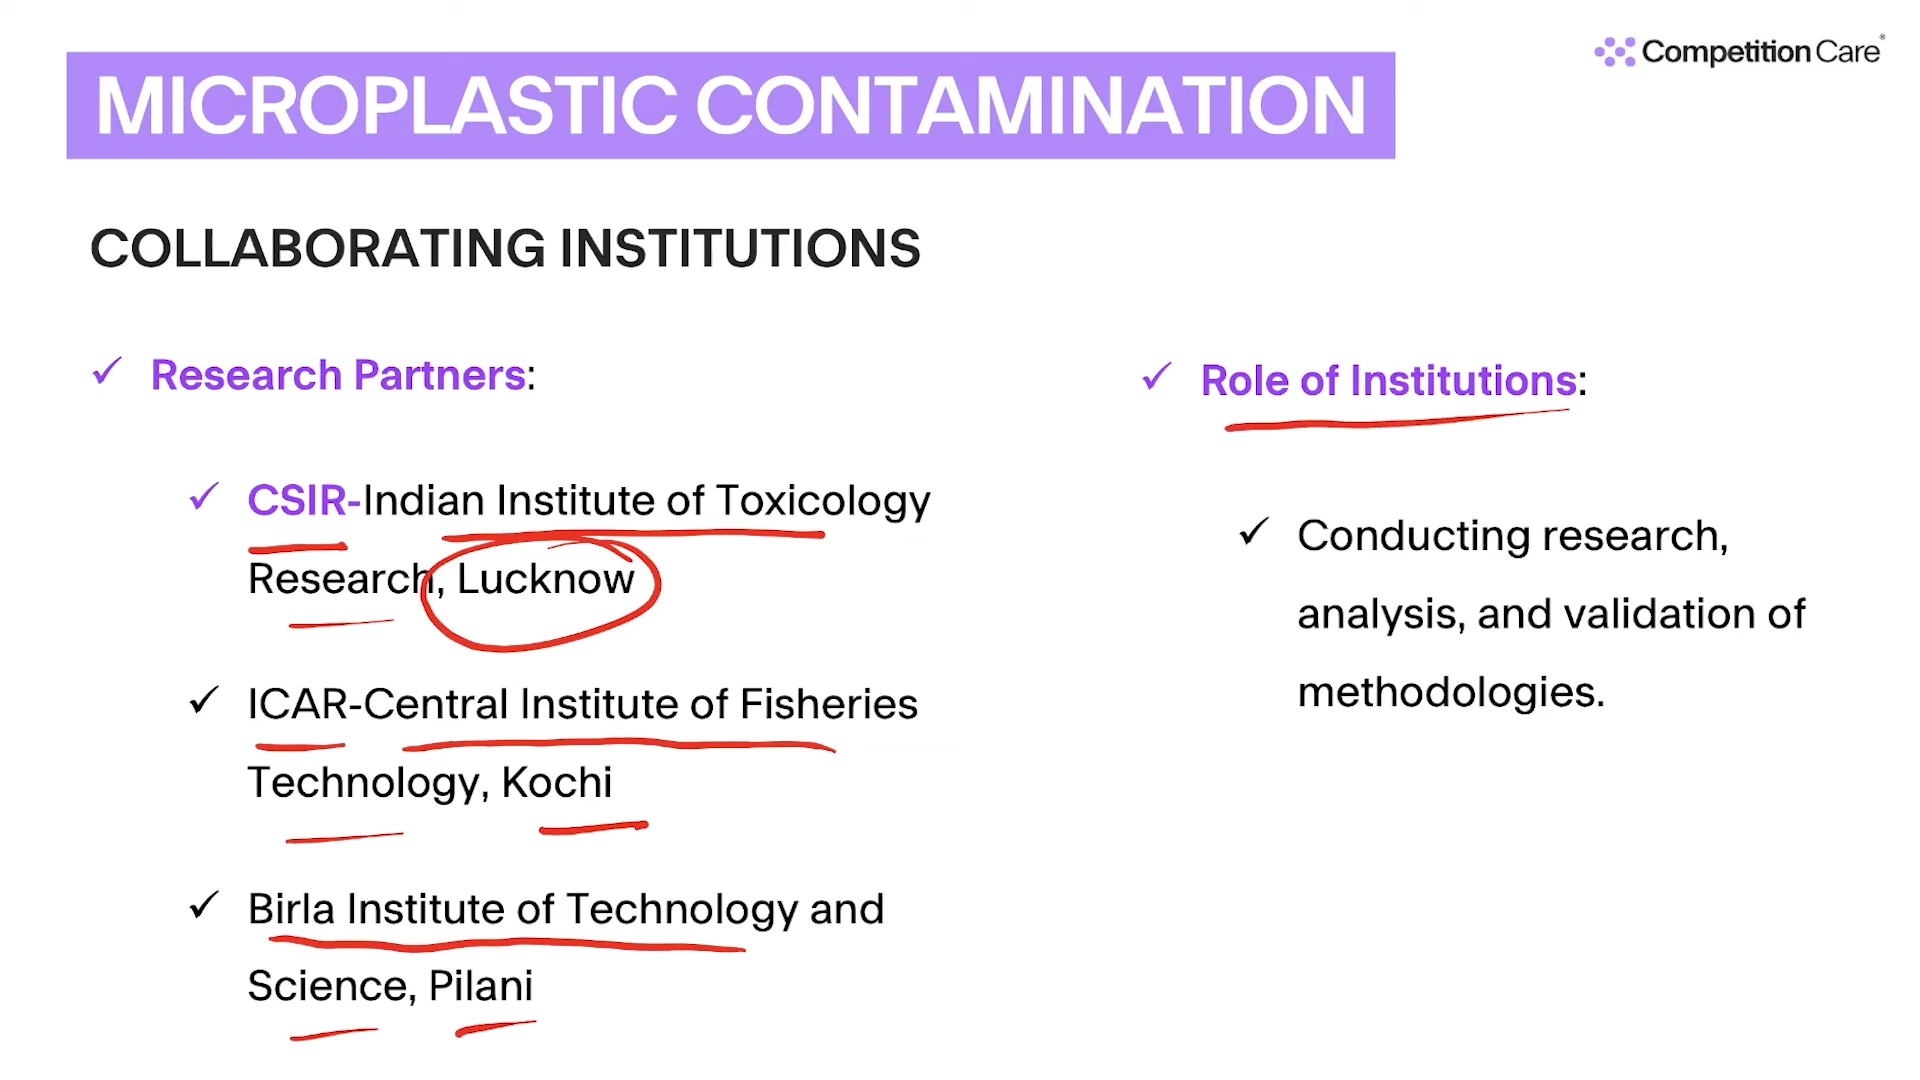 Competition Care®
MICROPLASTIC CONTAMINATION
COLLABORATING INSTITUTIONS
✓ Research Partners:
✓ CSIR-Indian Institute of Toxicology
Research, Lucknow
✓ ICAR-Central Institute of Fisheries
Technology, Kochi
✓ Birla Institute of Technology and
Science, Pilani
✓ Role of Institutions:
✓ Conducting research,
analysis, and validation of
methodologies.